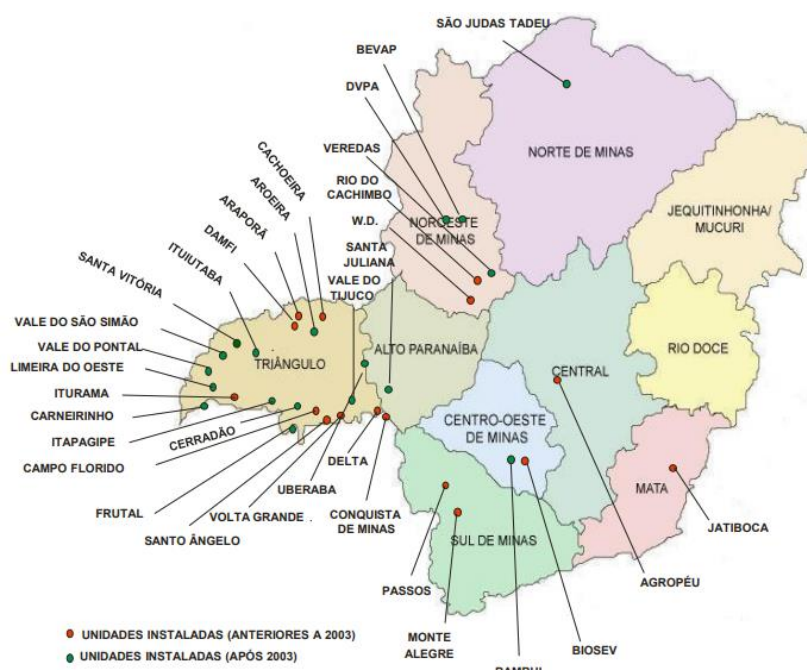 SÃO JUDAS TADEU
BEVAP
DVPA
VEREDAS
RIO DO
CACHIMBO
W.D.
SANTA
JULIANA
VALE DO
TIJUCO
CACHOEIRA
AROEIRA
ARAPORÃ
DAMFI
ITUIUTABA
SANTA VITÓRIA
VALE DO SÃO SIMÃO
VALE DO PONTAL
LIMEIRA DO OESTE
ITURAMA
CARNEIRINHO
ITAPAGIPE
CERRADÃO
CAMPO FLORIDO
FRUTAL
SANTO ÂNGELO
VOLTA GRANDE .
UBERABA
DELTA
CONQUISTA
DE MINAS
NORTE DE MINAS
NOROESTE
DE MINAS
JEQUITINHONHA/
MUCURI
TRIÂNGULO
ALTO PARANAÍBA
CENTRAL
RIO DOCE
CENTRO-OESTE
DE MINAS
MATA
SUL DE MINAS
JATIBOCA
AGROPÉU
PASSOS
MONTE
ALEGRE
BIOSEV
BAMBUI
UNIDADES INSTALADAS (ANTERIORES A 2003)
UNIDADES INSTALADAS (APÓS 2003)